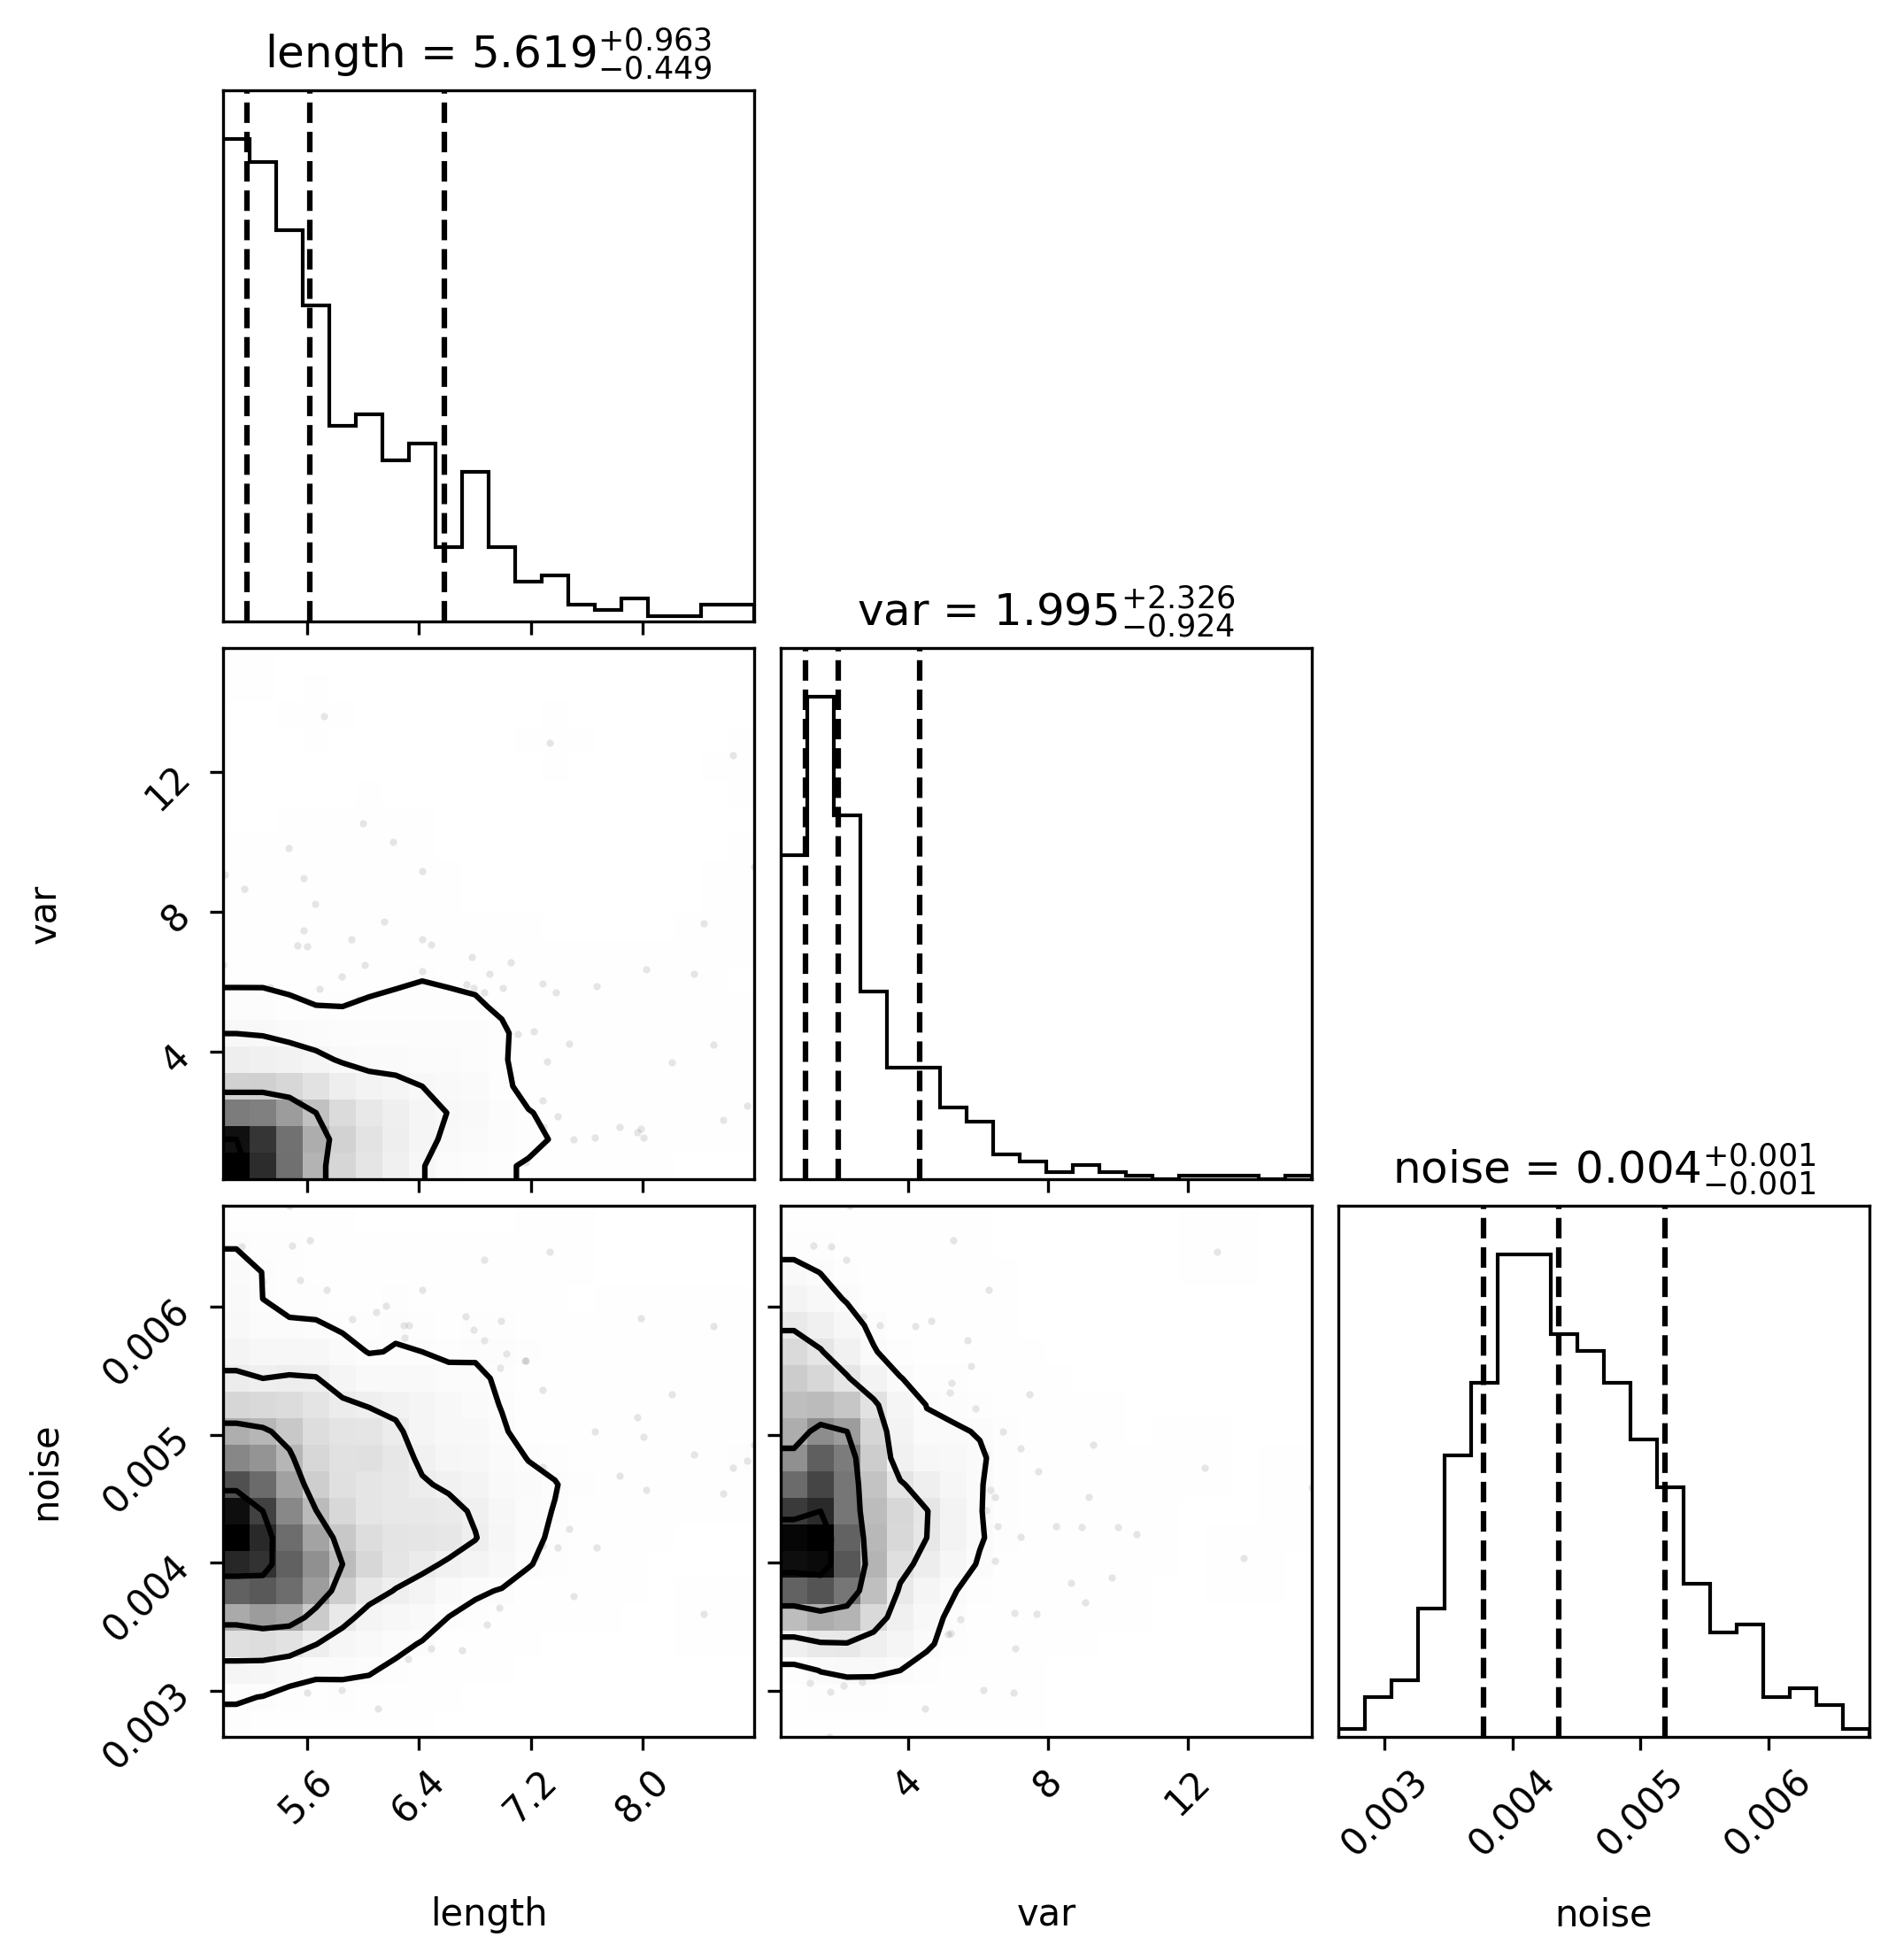 length = 5.619+0.963 −0.449
var = 1.995+2.326 −0.924
12
8
4
var
noise = 0.004+0.001 −0.001
0.006
0.005
0.004
0.003
noise
5.6 6.4 7.2 8.0
4 8 12
0.003 0.004 0.005 0.006
length var noise